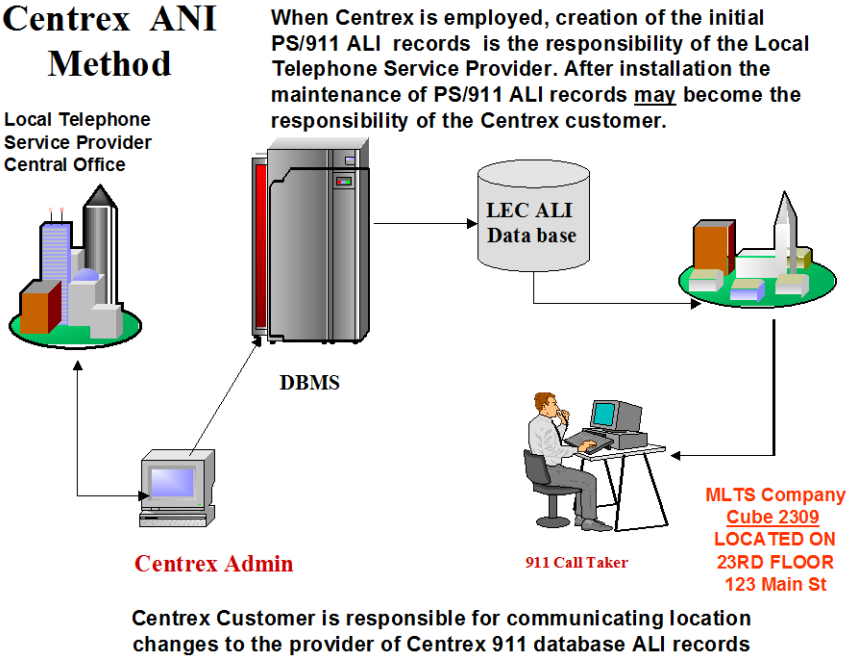 Centrex ANI
Method
When Centrex is employed, creation of the initial
PS/911 ALI records is the responsibility of the Local
Telephone Service Provider. After installation the
maintenance of PS/911 ALI records may become the
responsibility of the Centrex customer.
Local Telephone
Service Provider
Central Office
LEC ALI
Data base
DBMS
Centrex Admin
911 Call Taker
MLTS Company
Cube 2309
LOCATED ON
23RD FLOOR
123 Main St
Centrex Customer is responsible for communicating location
changes to the provider of Centrex 911 database ALI records